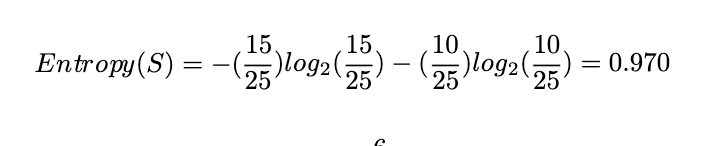 Entropy(S) = −(15/25)log₂(15/25) − (10/25)log₂(10/25) = 0.970